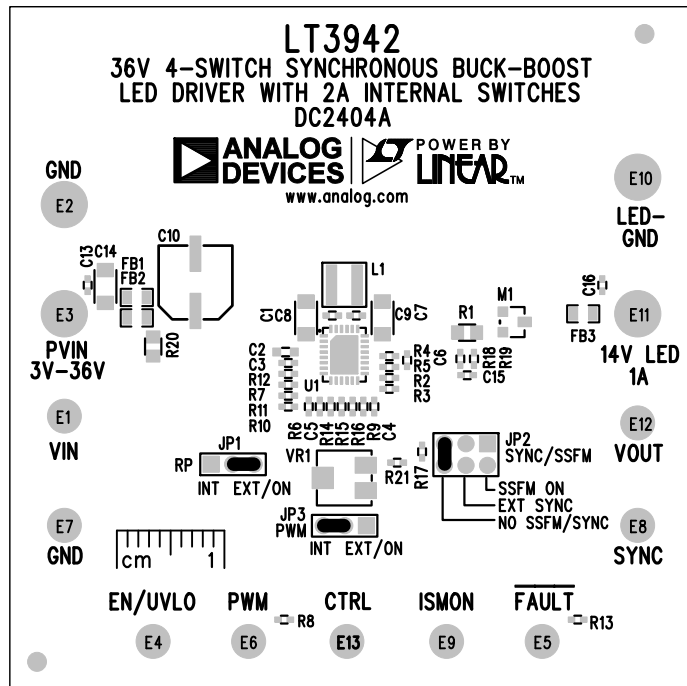 LT3942
36V 4-SWITCH SYNCHRONOUS BUCK-BOOST
LED DRIVER WITH 2A INTERNAL SWITCHES
DC2404A
ANALOG
DEVICES
POWER BY
LINEAR™
www.analog.com
GND
E2
E10
LED-
GND
C13
C14
FB1
FB2
C10
R20
E3
PVIN
3V-36V
L1
C1
C8
C9
C7
R1
M1
C16
FB3
E11
14V LED
1A
C2
C3
R12
R7
R11
R10
U1
R4
R5
R2
R3
C6
R18
R19
C15
R6
C5
R14
R15
R16
R9
C4
E1
VIN
E12
VOUT
JP1
RP
INT EXT/ON
VR1
R21
R17
JP2
SYNC/SSFM
SSFM ON
EXT SYNC
NO SSFM/SYNC
JP3
PWM
INT EXT/ON
E7
GND
cm 1
E8
SYNC
EN/UVLO
PWM
CTRL
ISMON
FAULT
E4
E6
R8
E13
E9
E5
R13